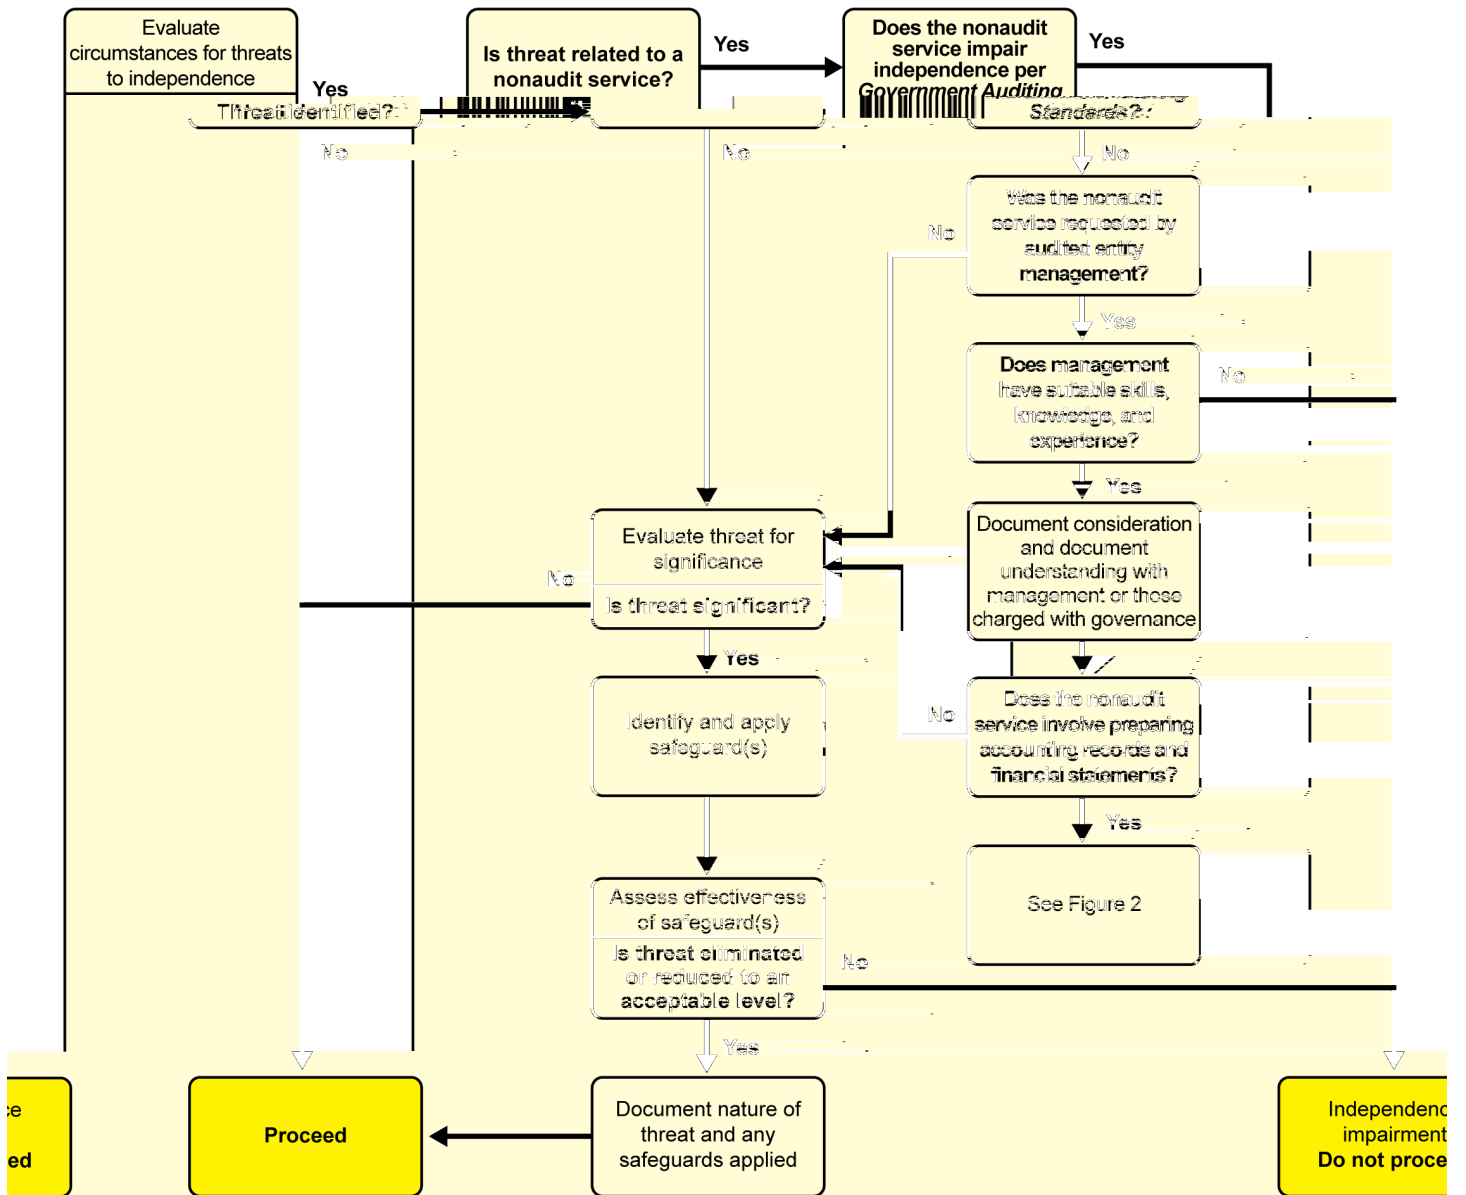 Evaluate
circumstances for threats
to independence
Threat identified?
Yes
No
Is threat related to a
nonaudit service?
Yes
No
Does the nonaudit
service impair
independence per
Government Auditing
Standards?
Yes
No
Was the nonaudit
service requested by
audited entity
management?
No
Yes
Does management
have suitable skills,
knowledge, and
experience?
No
Yes
Document consideration
and document
understanding with
management or those
charged with governance
Does the nonaudit
service involve preparing
accounting records and
financial statements?
No
Yes
See Figure 2
Evaluate threat for
significance
Is threat significant?
No
Yes
Identify and apply
safeguard(s)
Assess effectiveness
of safeguard(s)
Is threat eliminated
or reduced to an
acceptable level?
No
Yes
Document nature of
threat and any
safeguards applied
Proceed
Independenc
impairment
Do not proce
ce
ed